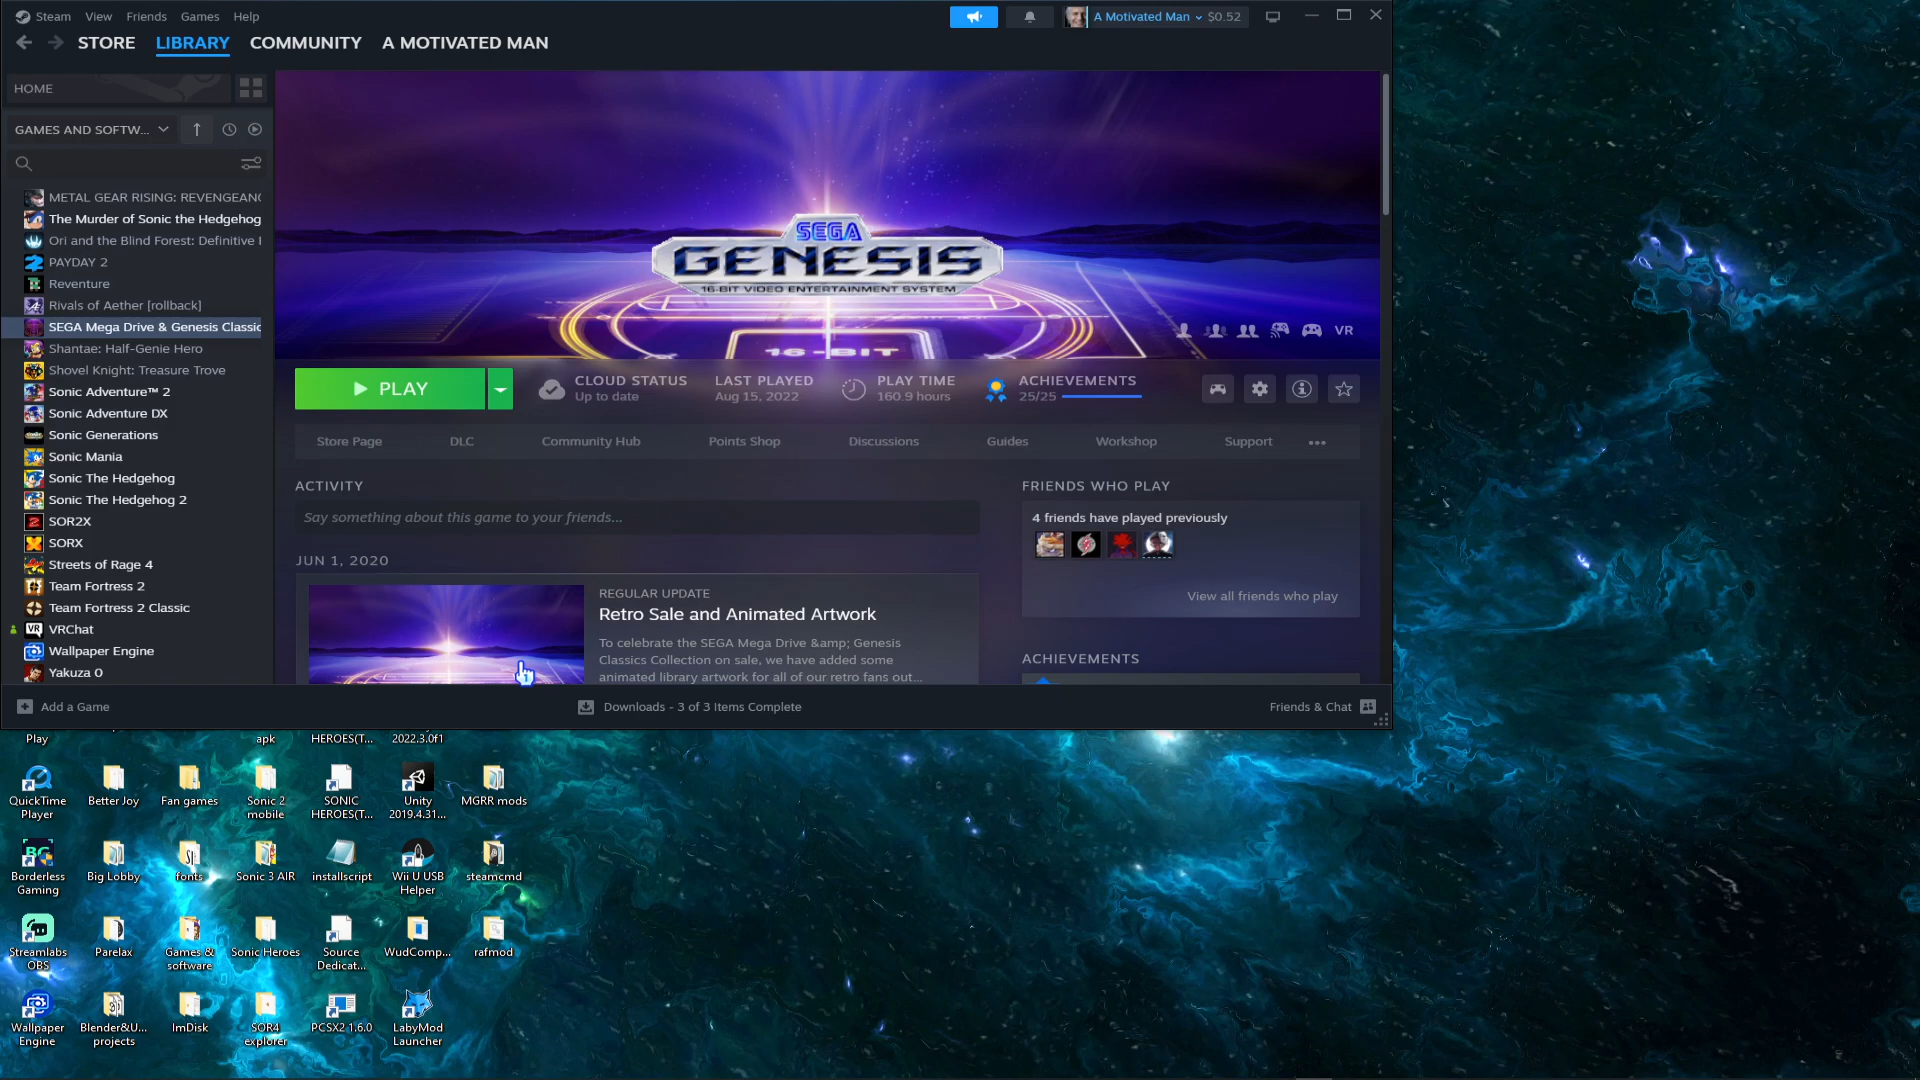 Steam View Friends Games Help
A Motivated Man $0.52
STORE LIBRARY COMMUNITY A MOTIVATED MAN
HOME
GAMES AND SOFTW...
METAL GEAR RISING: REVENGEANC
The Murder of Sonic the Hedgehog
Ori and the Blind Forest: Definitive
PAYDAY 2
Reventure
Rivals of Aether [rollback]
SEGA Mega Drive & Genesis Classic
Shantae: Half-Genie Hero
Shovel Knight: Treasure Trove
Sonic Adventure™ 2
Sonic Adventure DX
Sonic Generations
Sonic Mania
Sonic The Hedgehog
Sonic The Hedgehog 2
SOR2X
SORX
Streets of Rage 4
Team Fortress 2
Team Fortress 2 Classic
VRChat
Wallpaper Engine
Yakuza 0
SEGA
GENESIS
16-BIT VIDEO ENTERTAINMENT SYSTEM
16-BIT
VR
PLAY
CLOUD STATUS
Up to date
LAST PLAYED
Aug 15, 2022
PLAY TIME
160.9 hours
ACHIEVEMENTS
25/25
Store Page DLC Community Hub Points Shop Discussions Guides Workshop Support
ACTIVITY
Say something about this game to your friends...
JUN 1, 2020
REGULAR UPDATE
Retro Sale and Animated Artwork
To celebrate the SEGA Mega Drive &amp; Genesis
Classics Collection on sale, we have added some
animated library artwork for all of our retro fans out...
FRIENDS WHO PLAY
4 friends have played previously
View all friends who play
ACHIEVEMENTS
Add a Game
Downloads - 3 of 3 Items Complete
Friends & Chat
Play
apk
HEROES(T...
2022.3.0f1
QuickTime
Player
Better Joy
Fan games
Sonic 2
mobile
SONIC
HEROES(T...
Unity
2019.4.31...
MGRR mods
Borderless
Gaming
Big Lobby
fonts
Sonic 3 AIR
installscript
Wii U USB
Helper
steamcmd
Streamlabs
OBS
Parelax
Games &
software
Sonic Heroes
Source
Dedicat...
WudComp...
rafmod
Wallpaper
Engine
Blender&U...
projects
ImDisk
SOR4
explorer
PCSX2 1.6.0
LabyMod
Launcher